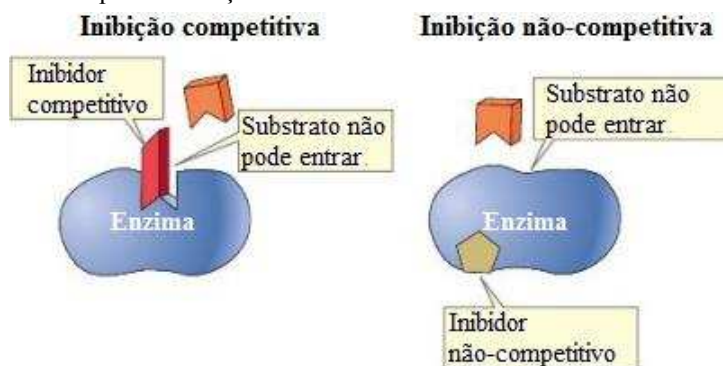 Inibição competitiva
Inibidor
competitivo
Substrato não
pode entrar.
Enzima
Inibição não-competitiva
Substrato não
pode entrar.
Enzima
Inibidor
não-competitivo